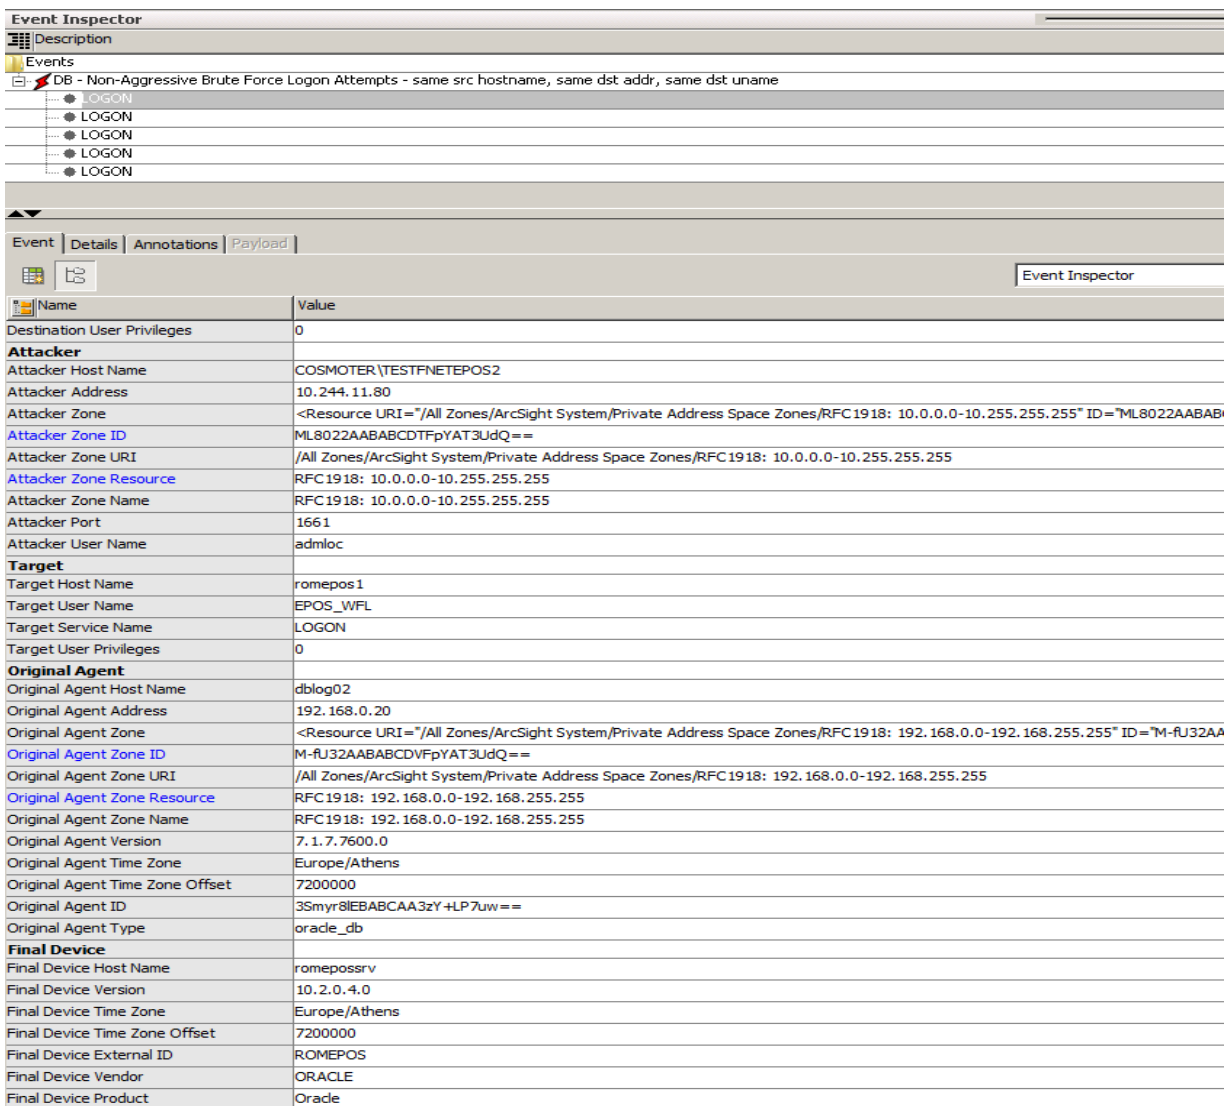 Event Inspector
Description
Events
DB - Non-Aggressive Brute Force Logon Attempts - same src hostname, same dst addr, same dst uname
LOGON
LOGON
LOGON
LOGON
LOGON
Event Details Annotations Payload
Event Inspector
Name Value
Destination User Privileges 0
Attacker
Attacker Host Name COSMOTER\TESTFNETEPOS2
Attacker Address 10.244.11.80
Attacker Zone <Resource URI="/All Zones/ArcSight System/Private Address Space Zones/RFC1918: 10.0.0.0-10.255.255.255" ID="ML8022AABAB
Attacker Zone ID ML8022AABABCDTFpYAT3UdQ==
Attacker Zone URI /All Zones/ArcSight System/Private Address Space Zones/RFC1918: 10.0.0.0-10.255.255.255
Attacker Zone Resource RFC1918: 10.0.0.0-10.255.255.255
Attacker Zone Name RFC1918: 10.0.0.0-10.255.255.255
Attacker Port 1661
Attacker User Name admloc
Target
Target Host Name romepos1
Target User Name EPOS_WFL
Target Service Name LOGON
Target User Privileges 0
Original Agent
Original Agent Host Name dblog02
Original Agent Address 192.168.0.20
Original Agent Zone <Resource URI="/All Zones/ArcSight System/Private Address Space Zones/RFC1918: 192.168.0.0-192.168.255.255" ID="M-fU32AA
Original Agent Zone ID M-fU32AABABCDVFpYAT3UdQ==
Original Agent Zone URI /All Zones/ArcSight System/Private Address Space Zones/RFC1918: 192.168.0.0-192.168.255.255
Original Agent Zone Resource RFC1918: 192.168.0.0-192.168.255.255
Original Agent Zone Name RFC1918: 192.168.0.0-192.168.255.255
Original Agent Version 7.1.7.7600.0
Original Agent Time Zone Europe/Athens
Original Agent Time Zone Offset 7200000
Original Agent ID 3Smyr8lEBABCAA3zY+LP7uw==
Original Agent Type oracle_db
Final Device
Final Device Host Name romepossrv
Final Device Version 10.2.0.4.0
Final Device Time Zone Europe/Athens
Final Device Time Zone Offset 7200000
Final Device External ID ROMEPOS
Final Device Vendor ORACLE
Final Device Product Oracle